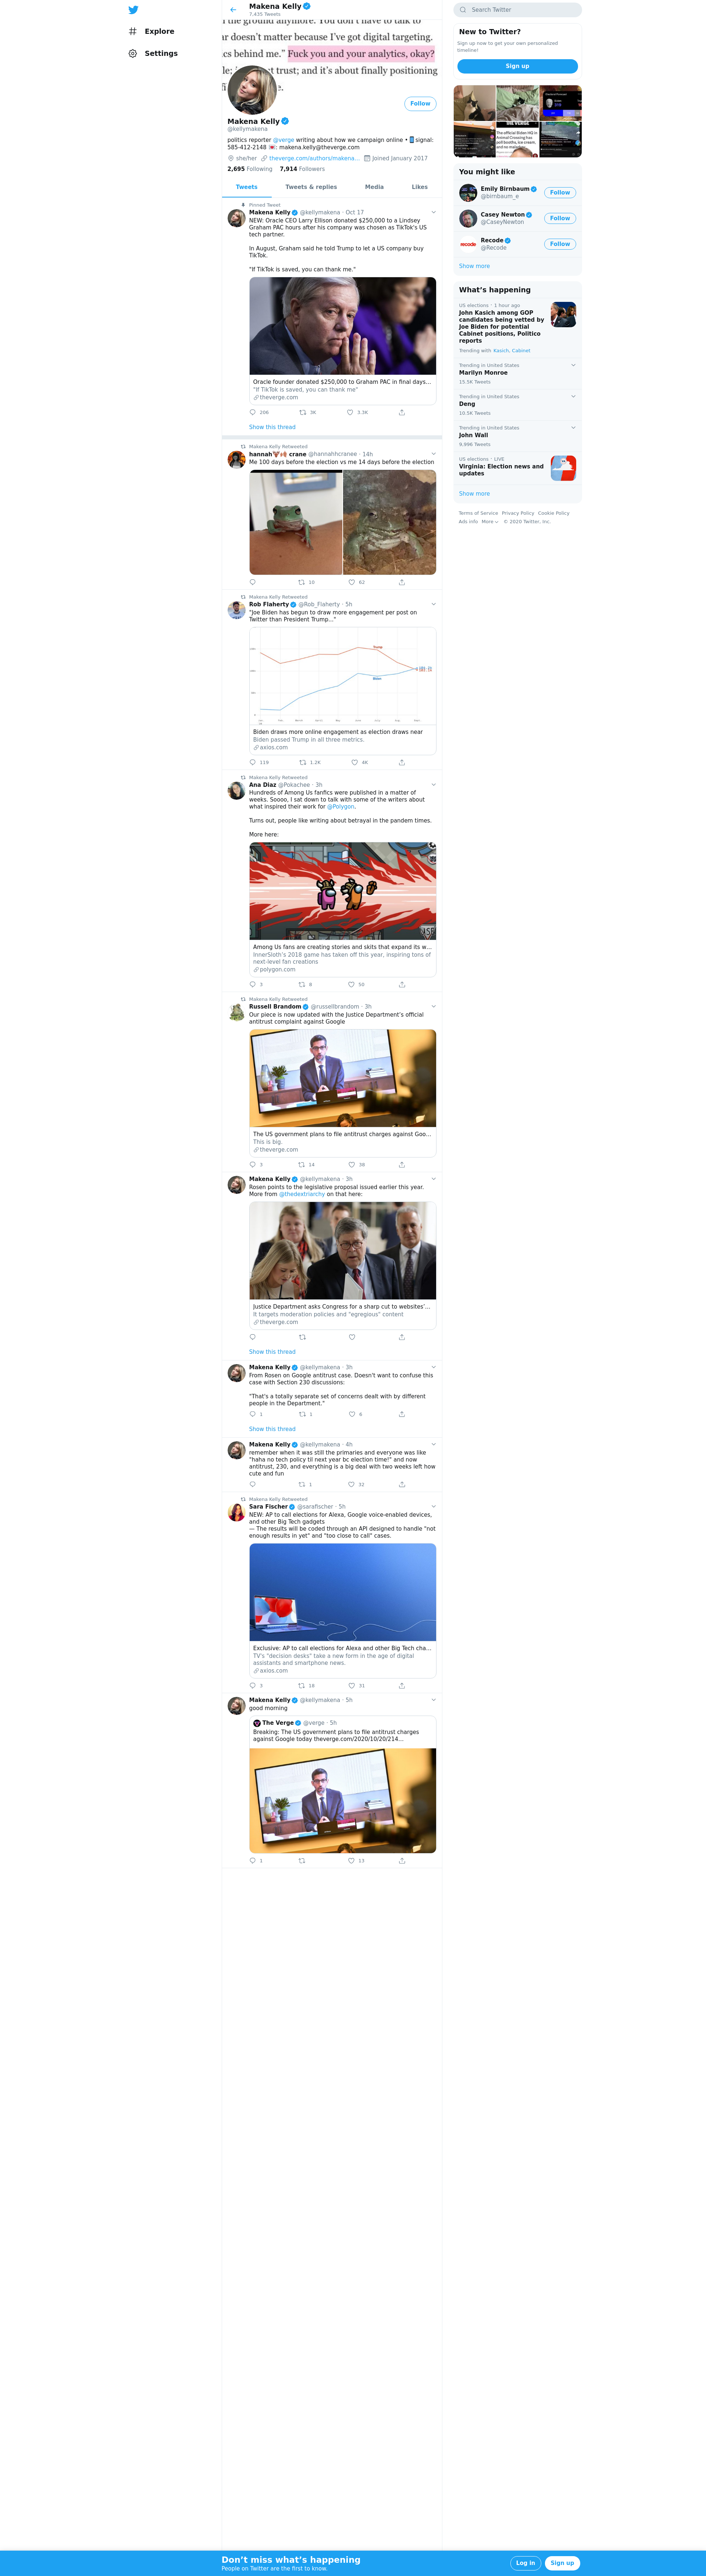 Explore
Settings
Makena Kelly
7,435 Tweets
the ground anymore. You don't have to talk to
ar doesn't matter because I've got digital targeting.
cs behind me.” Fuck you and your analytics, okay?
trust; and it's about finally positioning
Follow
Makena Kelly
@kellymakena
politics reporter @verge writing about how we campaign online • signal:
585-412-2148 : makena.kelly@theverge.com
she/her theverge.com/authors/makena… Joined January 2017
2,695 Following 7,914 Followers
Tweets Tweets & replies Media Likes
Pinned Tweet
Makena Kelly @kellymakena · Oct 17
NEW: Oracle CEO Larry Ellison donated $250,000 to a Lindsey
Graham PAC hours after his company was chosen as TikTok's US
tech partner.
In August, Graham said he told Trump to let a US company buy
TikTok.
"If TikTok is saved, you can thank me."
Oracle founder donated $250,000 to Graham PAC in final days…
"If TikTok is saved, you can thank me"
theverge.com
206 3K 3.3K
Show this thread
Makena Kelly Retweeted
hannah crane @hannahhcranee · 14h
Me 100 days before the election vs me 14 days before the election
10 62
Makena Kelly Retweeted
Rob Flaherty @Rob_Flaherty · 5h
"Joe Biden has begun to draw more engagement per post on
Twitter than President Trump..."
Trump
Biden
Biden draws more online engagement as election draws near
Biden passed Trump in all three metrics.
axios.com
119 1.2K 4K
Makena Kelly Retweeted
Ana Diaz @Pokachee · 3h
Hundreds of Among Us fanfics were published in a matter of
weeks. Soooo, I sat down to talk with some of the writers about
what inspired their work for @Polygon.
Turns out, people like writing about betrayal in the pandem times.
More here:
Among Us fans are creating stories and skits that expand its w…
InnerSloth's 2018 game has taken off this year, inspiring tons of
next-level fan creations
polygon.com
3 8 50
Makena Kelly Retweeted
Russell Brandom @russellbrandom · 3h
Our piece is now updated with the Justice Department's official
antitrust complaint against Google
The US government plans to file antitrust charges against Goo…
This is big.
theverge.com
3 14 38
Makena Kelly @kellymakena · 3h
Rosen points to the legislative proposal issued earlier this year.
More from @thedextriarchy on that here:
Justice Department asks Congress for a sharp cut to websites'…
It targets moderation policies and "egregious" content
theverge.com
Show this thread
Makena Kelly @kellymakena · 3h
From Rosen on Google antitrust case. Doesn't want to confuse this
case with Section 230 discussions:
"That's a totally separate set of concerns dealt with by different
people in the Department."
1 1 6
Show this thread
Makena Kelly @kellymakena · 4h
remember when it was still the primaries and everyone was like
"haha no tech policy til next year bc election time!" and now
antitrust, 230, and everything is a big deal with two weeks left how
cute and fun
1 32
Makena Kelly Retweeted
Sara Fischer @sarafischer · 5h
NEW: AP to call elections for Alexa, Google voice-enabled devices,
and other Big Tech gadgets
— The results will be coded through an API designed to handle "not
enough results in yet" and "too close to call" cases.
Exclusive: AP to call elections for Alexa and other Big Tech cha…
TV's "decision desks" take a new form in the age of digital
assistants and smartphone news.
axios.com
3 18 31
Makena Kelly @kellymakena · 5h
good morning
The Verge @verge · 5h
Breaking: The US government plans to file antitrust charges
against Google today theverge.com/2020/10/20/214…
1 13
Search Twitter
New to Twitter?
Sign up now to get your own personalized
timeline!
Sign up
You might like
Emily Birnbaum
@birnbaum_e
Follow
Casey Newton
@CaseyNewton
Follow
recode
Recode
@Recode
Follow
Show more
What's happening
US elections · 1 hour ago
John Kasich among GOP
candidates being vetted by
Joe Biden for potential
Cabinet positions, Politico
reports
Trending with Kasich, Cabinet
Trending in United States
Marilyn Monroe
15.5K Tweets
Trending in United States
Deng
10.5K Tweets
Trending in United States
John Wall
9,906 Tweets
US elections · LIVE
Virginia: Election news and
updates
Show more
Terms of Service Privacy Policy Cookie Policy
Ads info More © 2020 Twitter, Inc.
Don't miss what's happening
People on Twitter are the first to know.
Log in Sign up